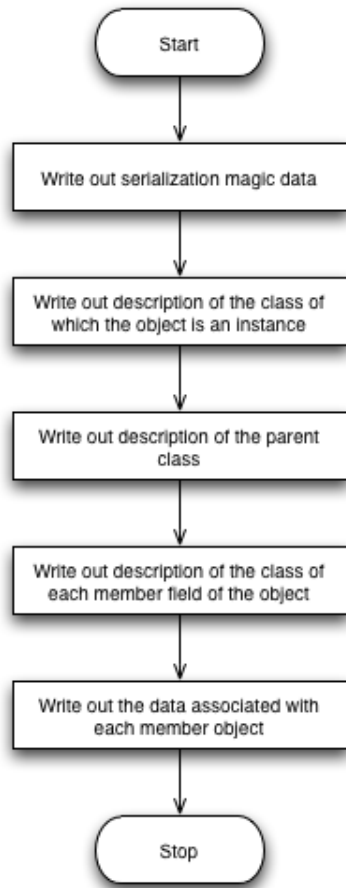 Start
Write out serialization magic data
Write out description of the class of
which the object is an instance
Write out description of the parent
class
Write out description of the class of
each member field of the object
Write out the data associated with
each member object
Stop